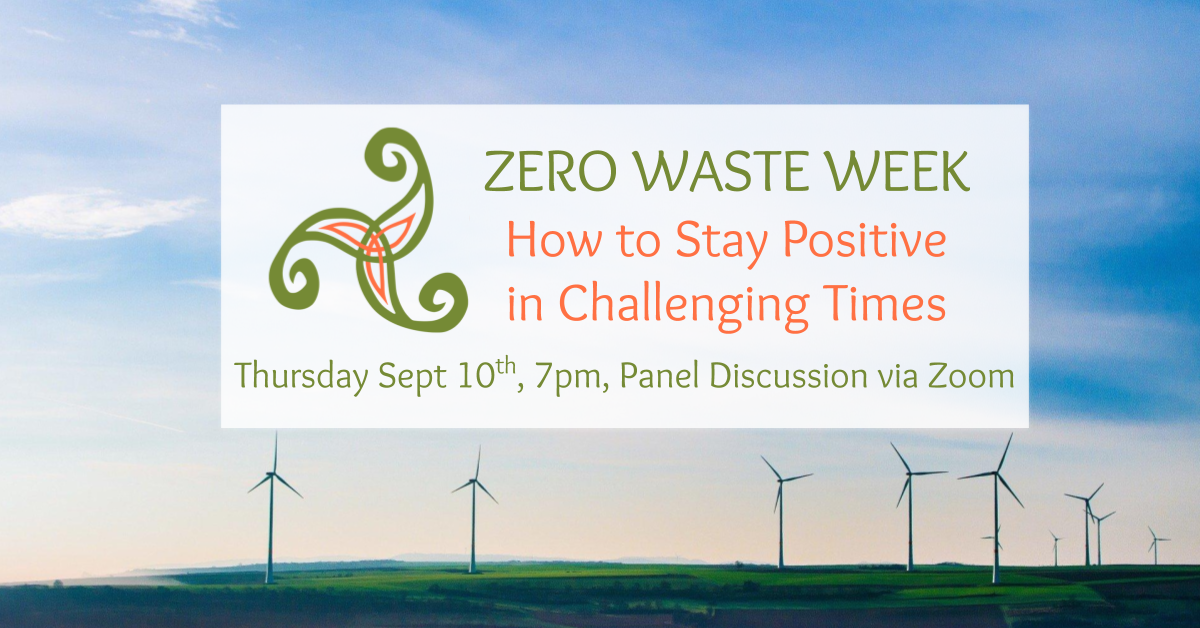 ZERO WASTE WEEK
How to Stay Positive
in Challenging Times
Thursday Sept 10th, 7pm, Panel Discussion via Zoom